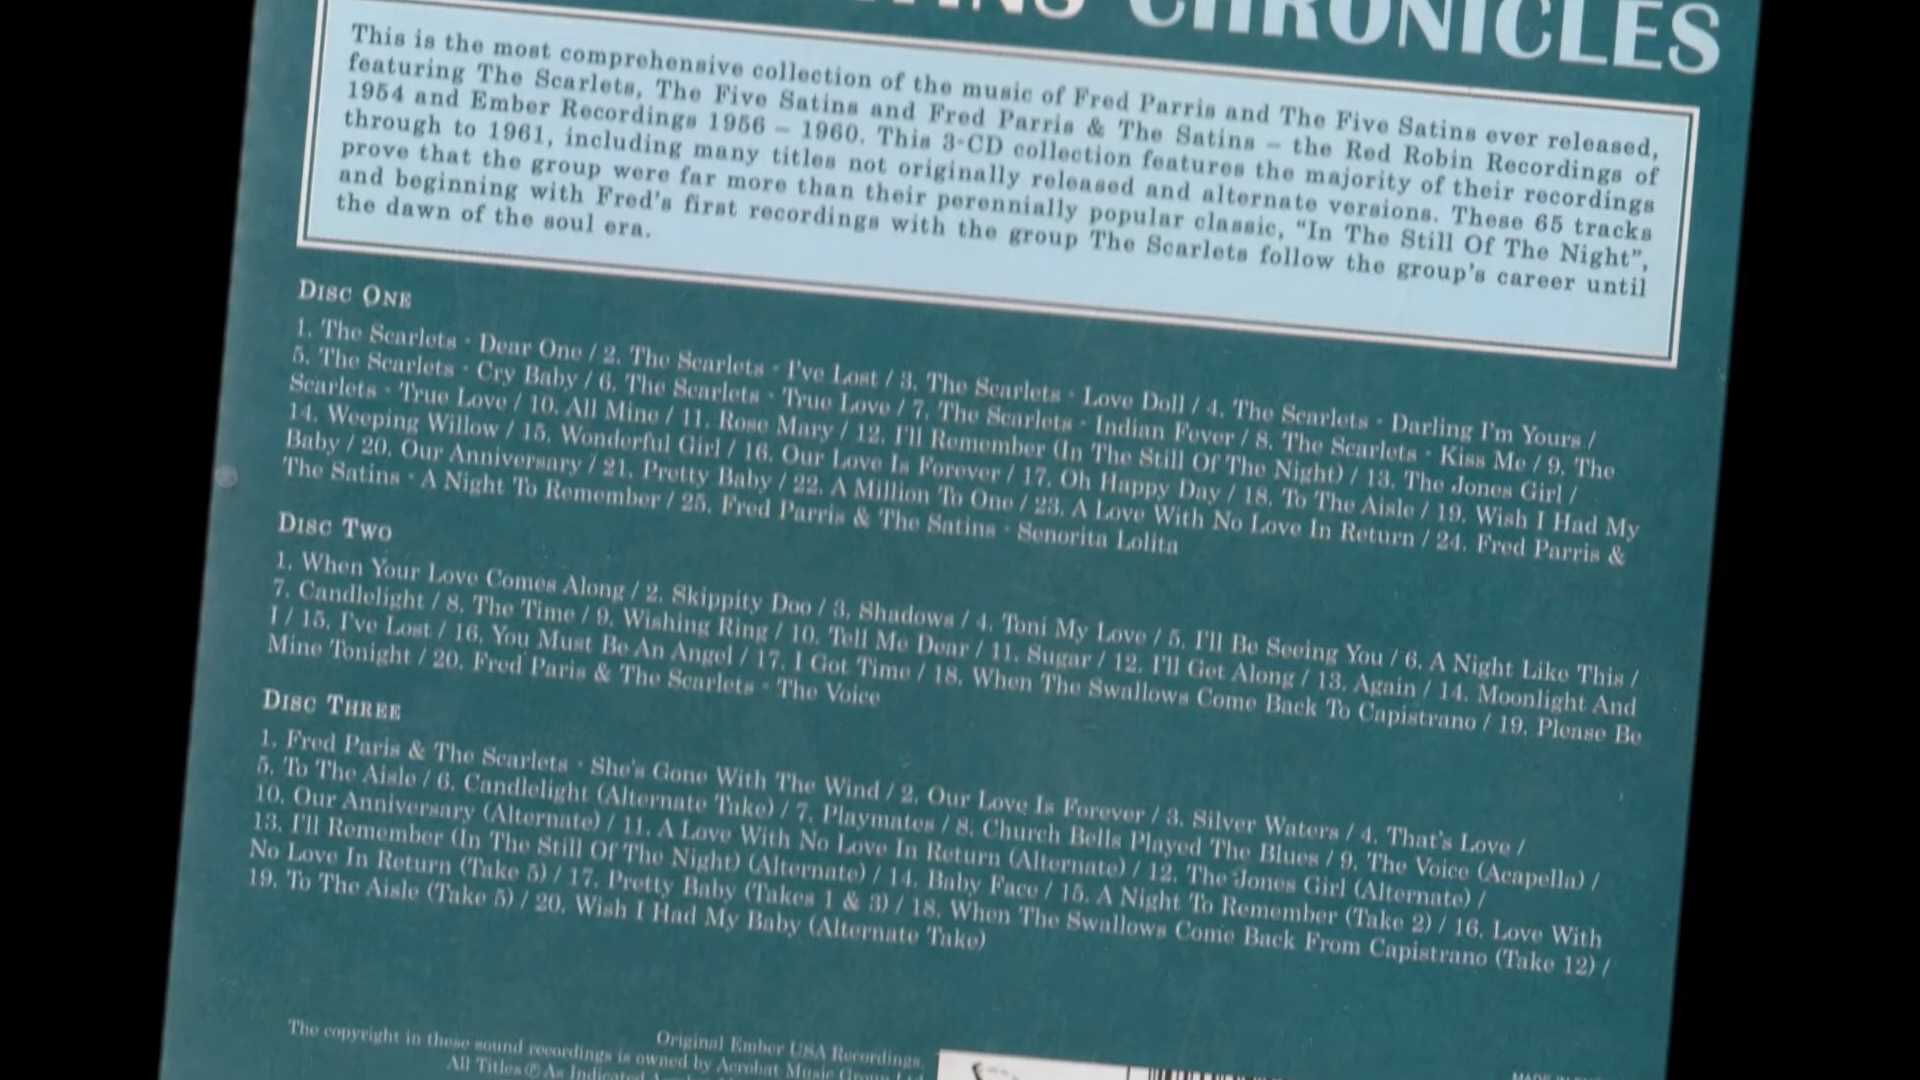 CHRONICLES
This is the most comprehensive collection of the music of Fred Parris and The Five Satins ever released,
featuring The Scarlets, The Five Satins and Fred Parris & The Satins – the Red Robin Recordings of
1954 and Ember Recordings 1956 – 1960. This 3-CD collection features the majority of their recordings
through to 1961, including many titles not originally released and alternate versions. These 65 tracks
prove that the group were far more than their perennially popular classic, “In The Still Of The Night”,
and beginning with Fred's first recordings with the group The Scarlets follow the group's career until
the dawn of the soul era.
DISC ONE
1. The Scarlets - Dear One / 2. The Scarlets - I've Lost / 3. The Scarlets - Love Doll / 4. The Scarlets - Darling I'm Yours /
5. The Scarlets - Cry Baby / 6. The Scarlets - True Love / 7. The Scarlets - Indian Fever / 8. The Scarlets - Kiss Me / 9. The
Scarlets - True Love / 10. All Mine / 11. Rose Mary / 12. I'll Remember (In The Still Of The Night) / 13. The Jones Girl /
14. Weeping Willow / 15. Wonderful Girl / 16. Our Love Is Forever / 17. Oh Happy Day / 18. To The Aisle / 19. Wish I Had My
Baby / 20. Our Anniversary / 21. Pretty Baby / 22. A Million To One / 23. A Love With No Love In Return / 24. Fred Parris &
The Satins - A Night To Remember / 25. Fred Parris & The Satins - Senorita Lolita
DISC TWO
1. When Your Love Comes Along / 2. Skippity Doo / 3. Shadows / 4. Toni My Love / 5. I'll Be Seeing You / 6. A Night Like This /
7. Candlelight / 8. The Time / 9. Wishing Ring / 10. Tell Me Dear / 11. Sugar / 12. I'll Get Along / 13. Again / 14. Moonlight And
I / 15. I've Lost / 16. You Must Be An Angel / 17. I Got Time / 18. When The Swallows Come Back To Capistrano / 19. Please Be
Mine Tonight / 20. Fred Paris & The Scarlets - The Voice
DISC THREE
1. Fred Paris & The Scarlets - She's Gone With The Wind / 2. Our Love Is Forever / 3. Silver Waters / 4. That's Love /
5. To The Aisle / 6. Candlelight (Alternate Take) / 7. Playmates / 8. Church Bells Played The Blues / 9. The Voice (Acapella) /
10. Our Anniversary (Alternate) / 11. A Love With No Love In Return (Alternate) / 12. The Jones Girl (Alternate) /
13. I'll Remember (In The Still Of The Night) (Alternate) / 14. Baby Face / 15. A Night To Remember (Take 2) / 16. Love With
No Love In Return (Take 5) / 17. Pretty Baby (Takes 1 & 3) / 18. When The Swallows Come Back From Capistrano (Take 12) /
19. To The Aisle (Take 5) / 20. Wish I Had My Baby (Alternate Take)
Original Ember USA Recordings.
The copyright in these sound recordings is owned by Acrobat Music Group
All Titles ℗ As Indicated
MADE IN